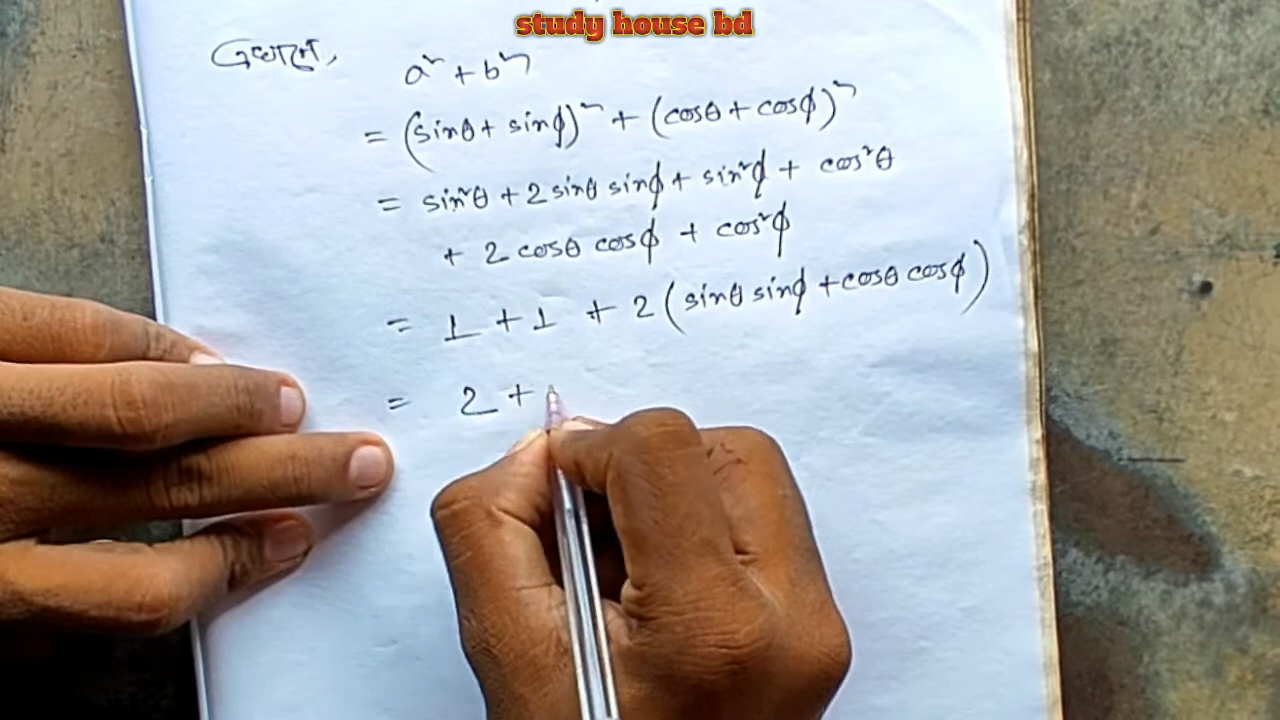 study house bd
এখানে, a² + b²
= (sinθ + sinϕ)² + (cosθ + cosϕ)²
= sin²θ + 2 sinθ sinϕ + sin²ϕ + cos²θ
+ 2 cosθ cosϕ + cos²ϕ
= 1 + 1 + 2 (sinθ sinϕ + cosθ cosϕ)
= 2 +